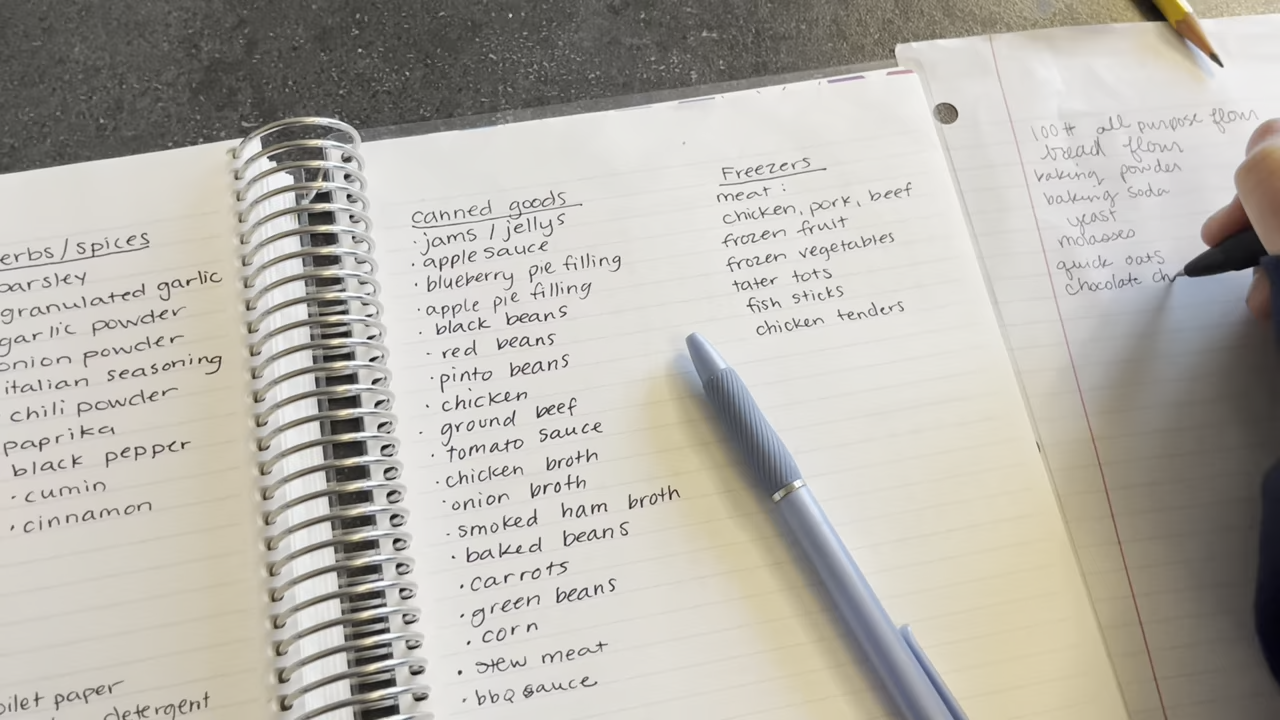 erbs/spices
parsley
granulated garlic
garlic powder
onion powder
italian seasoning
chili powder
paprika
black pepper
· cumin
· cinnamon
oilet paper
detergent
canned goods
· jams / jellys
· apple sauce
· blueberry pie filling
· apple pie filling
· black beans
· red beans
· pinto beans
· chicken
· ground beef
· tomato sauce
· chicken broth
· onion broth
· smoked ham broth
· baked beans
· carrots
· green beans
· corn
· stew meat
· bbq sauce
Freezers
meat :
chicken, pork, beef
frozen fruit
frozen vegetables
tater tots
fish sticks
chicken tenders
100# all purpose flour
bread flour
baking powder
baking soda
yeast
molasses
quick oats
chocolate ch